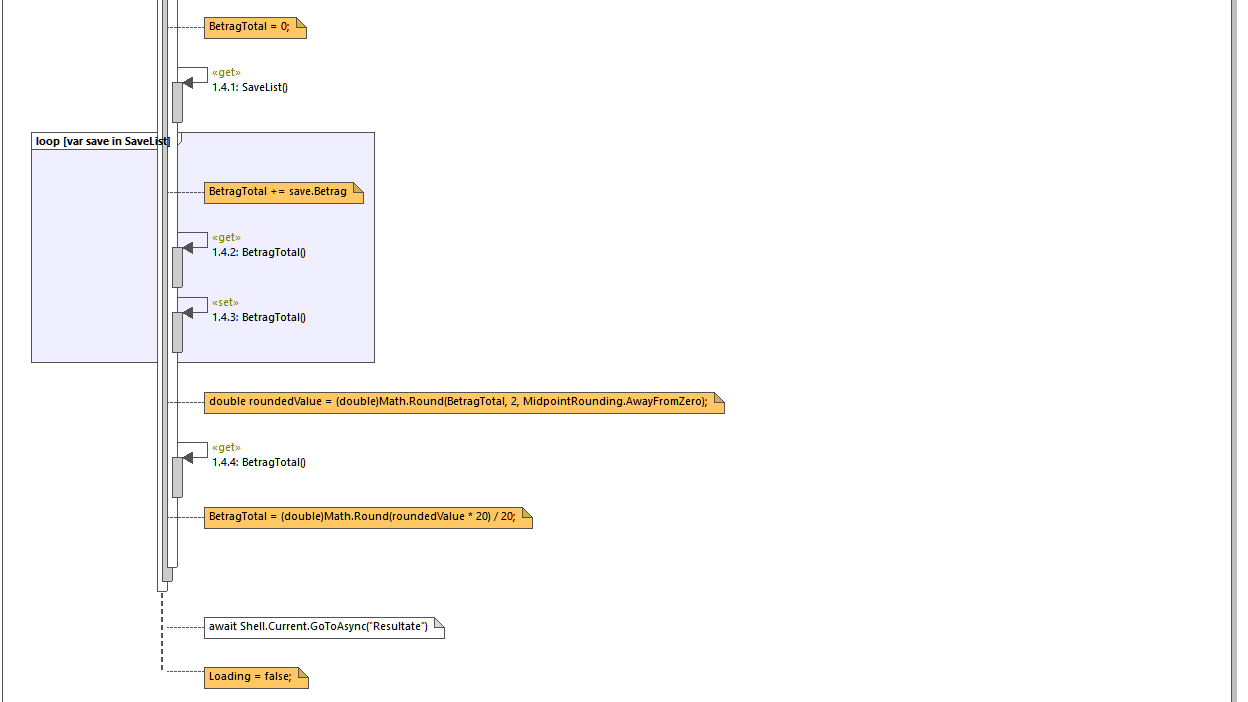 BetragTotal = 0;
«get»
1.4.1: SaveList()
loop [var save in SaveList]
BetragTotal += save.Betrag
«get»
1.4.2: BetragTotal()
«set»
1.4.3: BetragTotal()
double roundedValue = (double)Math.Round(BetragTotal, 2, MidpointRounding.AwayFromZero);
«get»
1.4.4: BetragTotal()
BetragTotal = (double)Math.Round(roundedValue * 20) / 20;
await Shell.Current.GoToAsync("Resultate")
Loading = false;